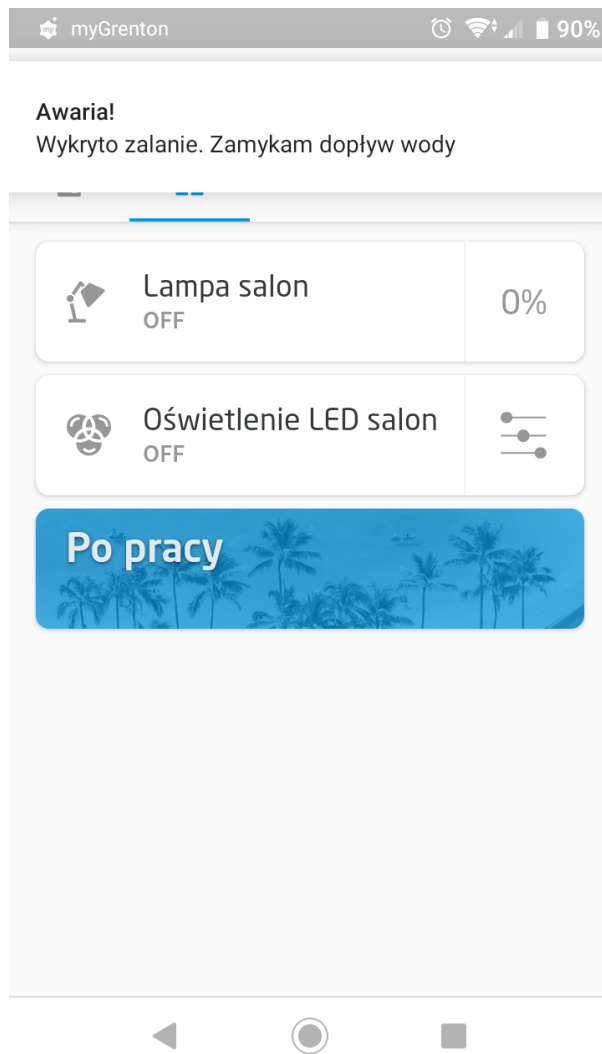 myGrenton
90%
Awaria!
Wykryto zalanie. Zamykam dopływ wody
Lampa salon
OFF
0%
Oświetlenie LED salon
OFF
Po pracy